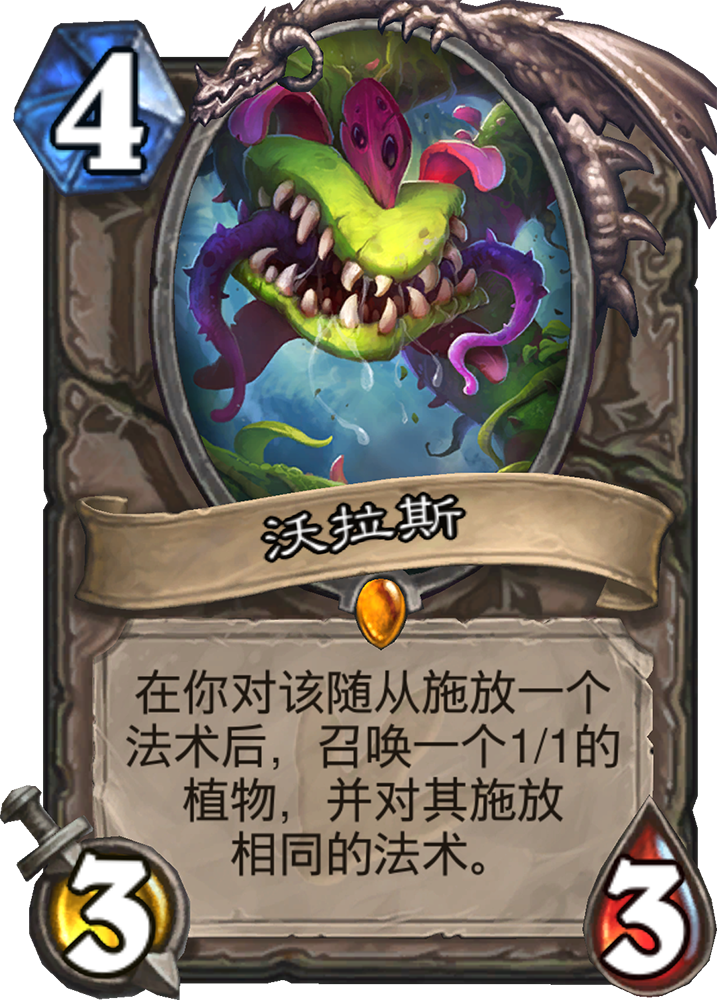 4
沃拉斯
在你对该随从施放一个
法术后，召唤一个1/1的
植物，并对其施放
相同的法术。
3
3